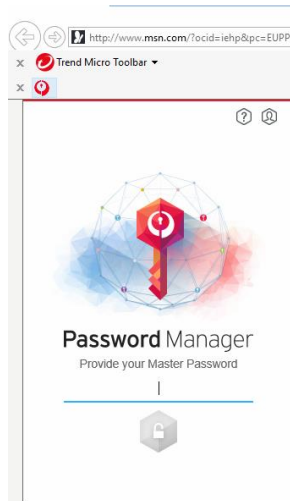 http://www.msn.com/?ocid=iehp&pc=EUPP
x Trend Micro Toolbar
x
?
Password Manager
Provide your Master Password